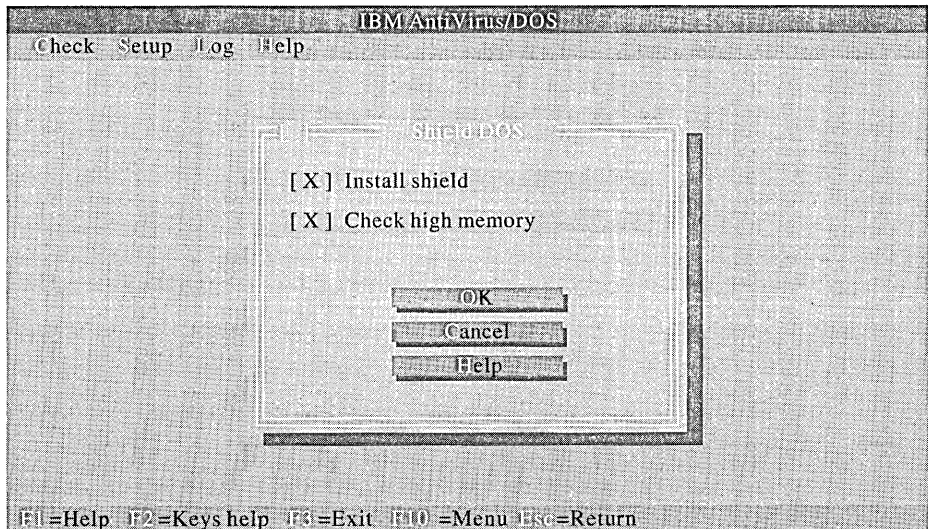 IBM AntiVirus/DOS
Check Setup Log Help
[ ] Shield DOS
[ X ] Install shield
[ X ] Check high memory
OK
Cancel
Help
F1=Help F2=Keys help F3=Exit F10 =Menu Esc=Return